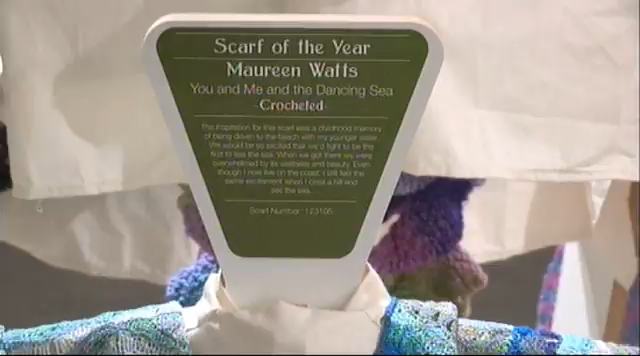 Scarf of the Year
Maureen Watts
You and Me and the Dancing Sea
-Crocheted-
The inspiration for this scarf was a childhood memory
of being driven to the beach with my younger sister.
We would be so excited that we'd fight to be the
first to see the sea. When we got there we were
overwhelmed by its vastness and beauty. Even
though I now live on the coast, I still feel the
same excitement when I crest a hill and
see the sea.
Scarf Number: 123105